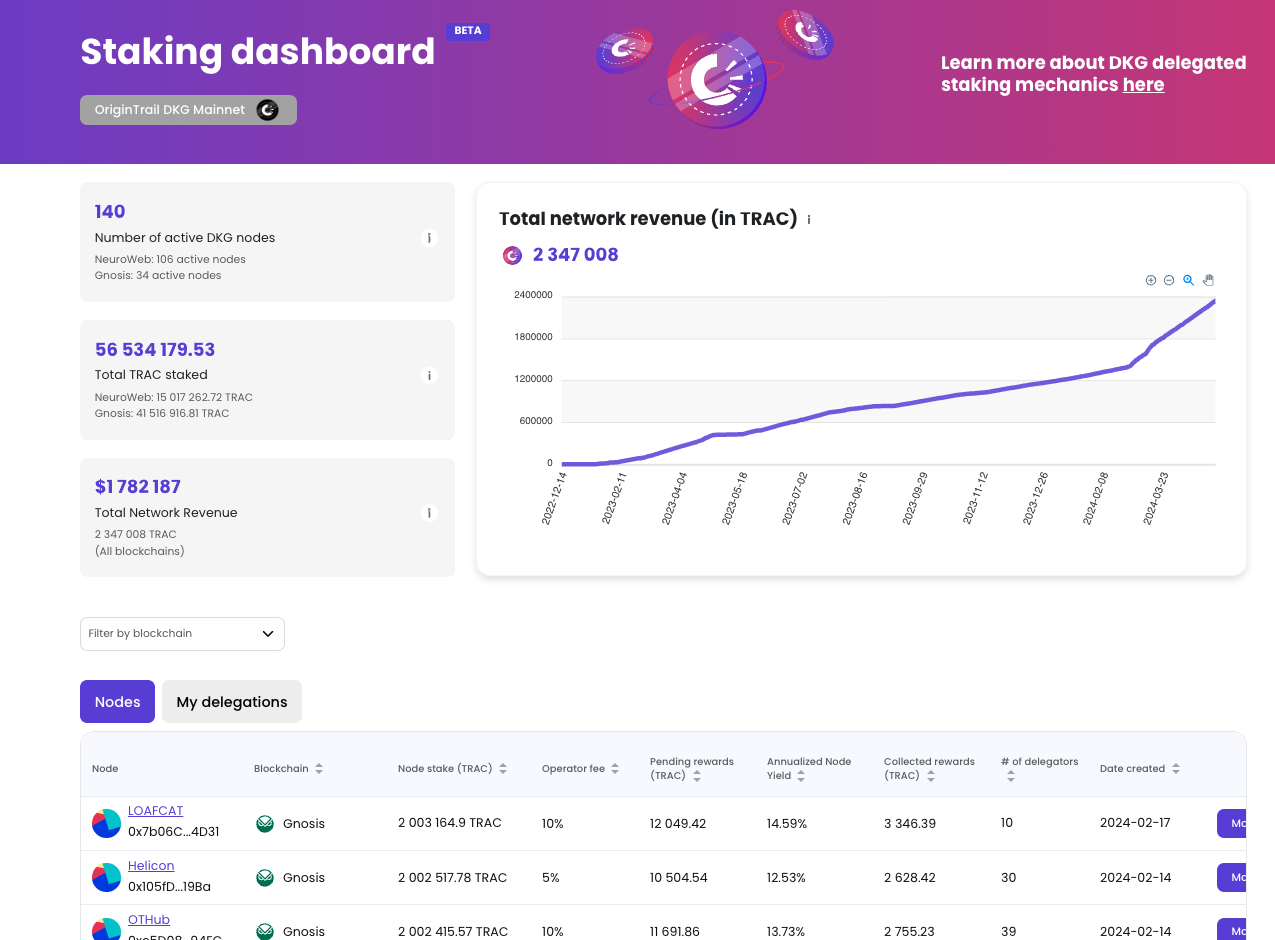 Staking dashboard
BETA
OriginTrail DKG Mainnet
Learn more about DKG delegated
staking mechanics here
140
Number of active DKG nodes
NeuroWeb: 106 active nodes
Gnosis: 34 active nodes
i
56 534 179.53
Total TRAC staked
NeuroWeb: 15 017 262.72 TRAC
Gnosis: 41 516 916.81 TRAC
i
$1 782 187
Total Network Revenue
2 347 008 TRAC
(All blockchains)
i
Total network revenue (in TRAC) i
2 347 008
2400000
1800000
1200000
600000
0
2022-12-14
2023-02-11
2023-04-04
2023-05-18
2023-07-02
2023-08-16
2023-09-29
2023-11-12
2023-12-26
2024-02-08
2024-03-23
Filter by blockchain
Nodes
My delegations
Node
Blockchain
Node stake (TRAC)
Operator fee
Pending rewards
(TRAC)
Annualized Node
Yield
Collected rewards
(TRAC)
# of delegators
Date created
LOAFCAT
0x7b06C...4D31
Gnosis
2 003 164.9 TRAC
10%
12 049.42
14.59%
3 346.39
10
2024-02-17
Helicon
0x105fD...19Ba
Gnosis
2 002 517.78 TRAC
5%
10 504.54
12.53%
2 628.42
30
2024-02-14
OTHub
Gnosis
2 002 415.57 TRAC
10%
11 691.86
13.73%
2 755.23
39
2024-02-14